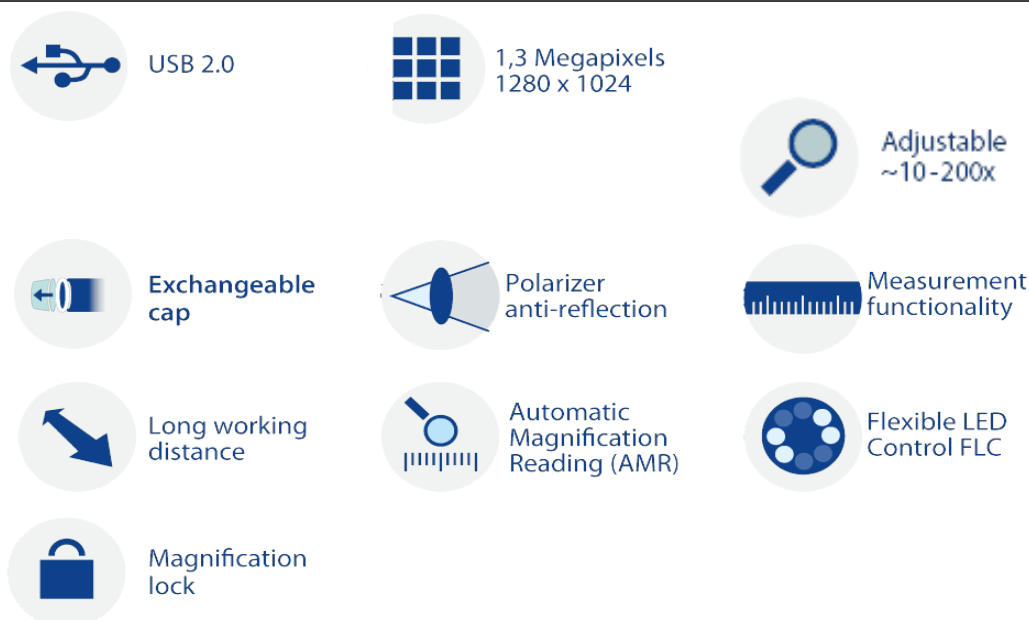 USB 2.0
1,3 Megapixels
1280 x 1024
Adjustable
~10-200x
Exchangeable
cap
Polarizer
anti-reflection
Measurement
functionality
Long working
distance
Automatic
Magnification
Reading (AMR)
Flexible LED
Control FLC
Magnification
lock